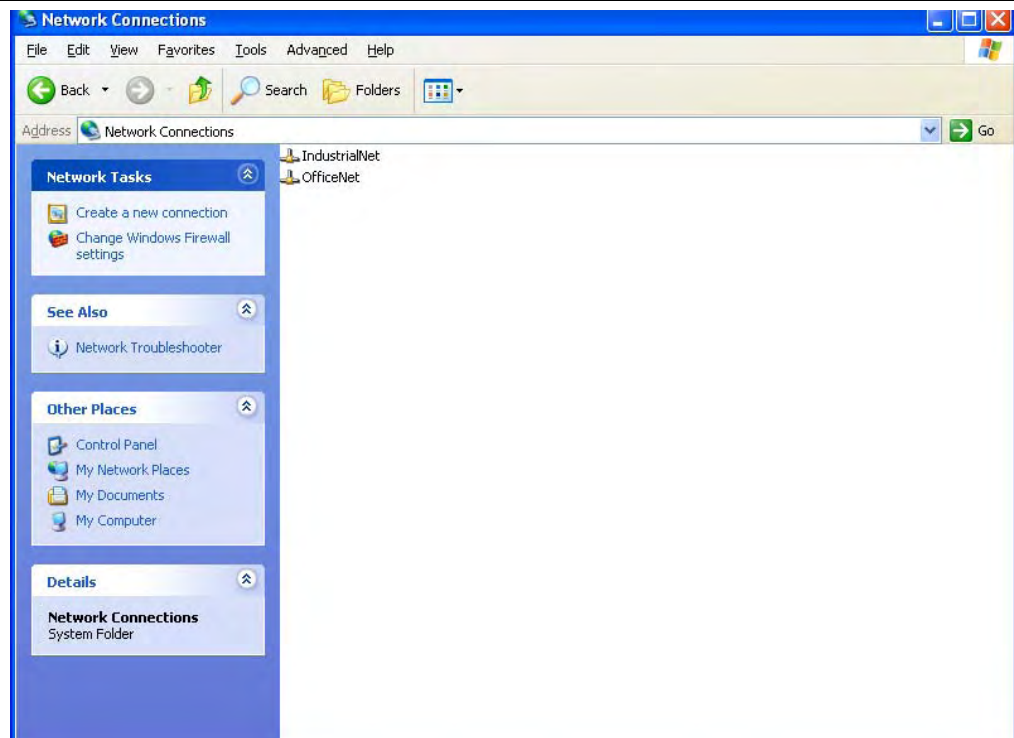 Network Connections
File Edit View Favorites Tools Advanced Help
Back Search Folders
Address Network Connections Go
IndustrialNet
OfficeNet
Network Tasks
Create a new connection
Change Windows Firewall
settings
See Also
Network Troubleshooter
Other Places
Control Panel
My Network Places
My Documents
My Computer
Details
Network Connections
System Folder